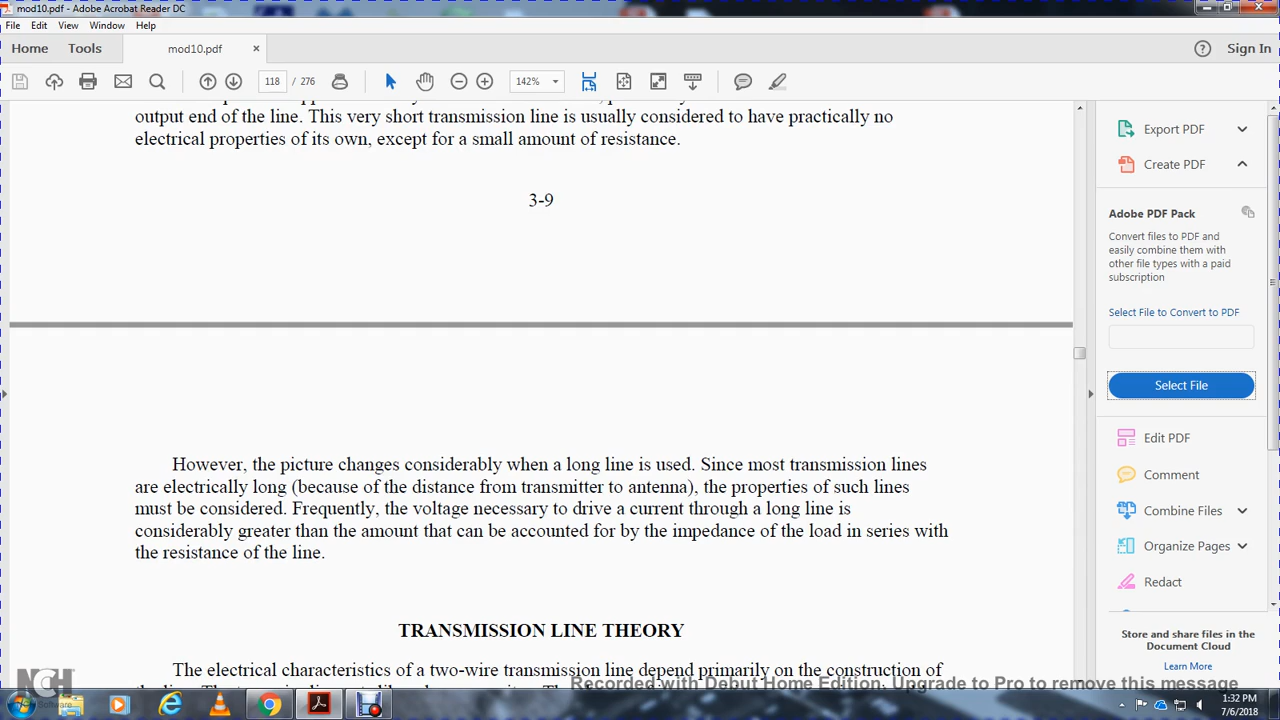 mod10.pdf - Adobe Acrobat Reader DC
File Edit View Window Help
Home Tools mod10.pdf × Sign In
118 / 276 142%
output end of the line. This very short transmission line is usually considered to have practically no
electrical properties of its own, except for a small amount of resistance.
3-9
However, the picture changes considerably when a long line is used. Since most transmission lines
are electrically long (because of the distance from transmitter to antenna), the properties of such lines
must be considered. Frequently, the voltage necessary to drive a current through a long line is
considerably greater than the amount that can be accounted for by the impedance of the load in series with
the resistance of the line.
TRANSMISSION LINE THEORY
The electrical characteristics of a two-wire transmission line depend primarily on the construction of
Export PDF
Create PDF
Adobe PDF Pack
Convert files to PDF and
easily combine them with
other file types with a paid
subscription
Select File to Convert to PDF
Select File
Edit PDF
Comment
Combine Files
Organize Pages
Redact
Store and share files in the
Document Cloud
Learn More
NCH
Software
Recorded with Debut Home Edition. Upgrade to Pro to remove this message
1:32 PM
7/6/2018